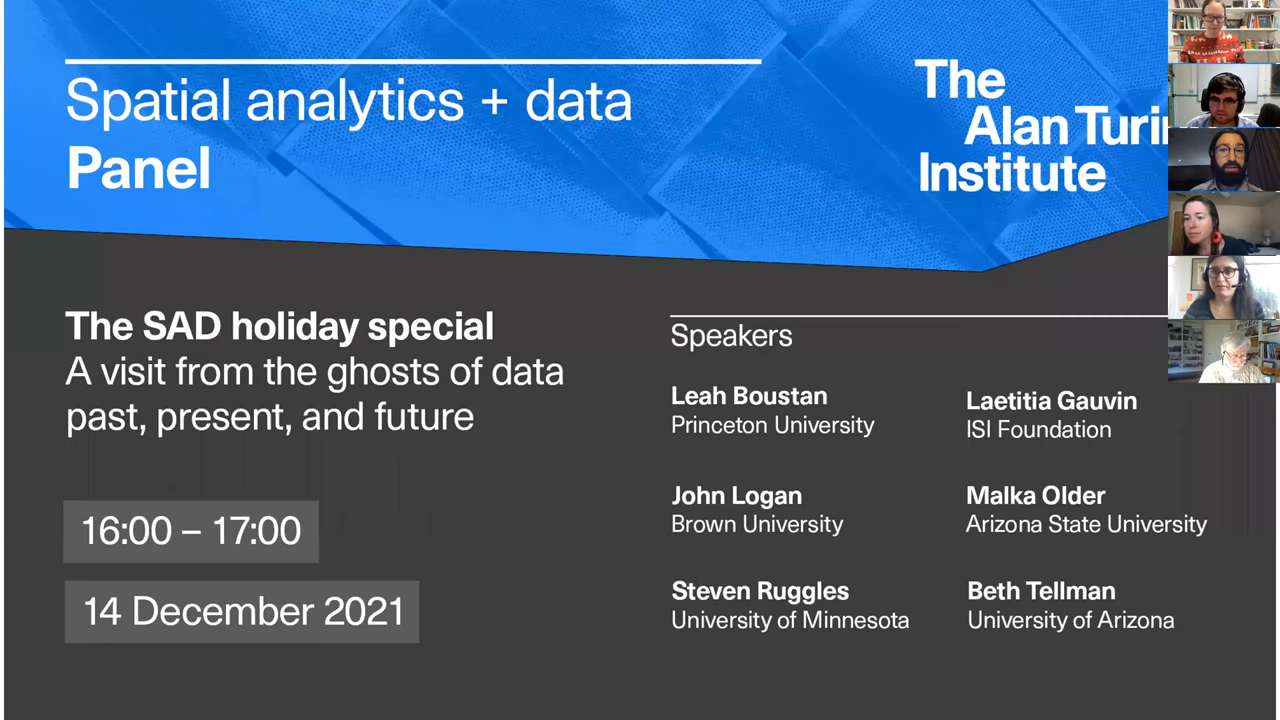 Spatial analytics + data
Panel
The
Alan Turi
Institute
The SAD holiday special
A visit from the ghosts of data
past, present, and future
16:00 – 17:00
14 December 2021
Speakers
Leah Boustan
Princeton University
Laetitia Gauvin
ISI Foundation
John Logan
Brown University
Malka Older
Arizona State University
Steven Ruggles
University of Minnesota
Beth Tellman
University of Arizona